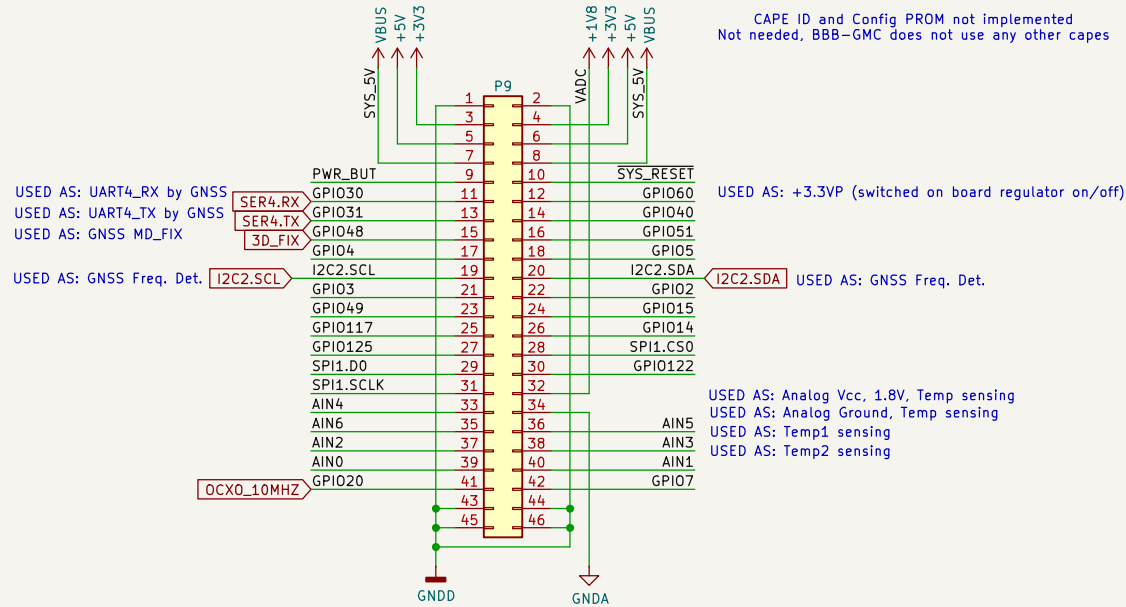 VBUS +5V +3V3 +1V8 +3V3 +5V VBUS
CAPE ID and Config PROM not implemented
Not needed, BBB-GMC does not use any other capes
SYS_5V VADC SYS_5V
P9
1 2
3 4
5 6
7 8
PWR_BUT 9 10 SYS_RESET
USED AS: UART4_RX by GNSS SER4.RX GPIO30 11 12 GPIO60 USED AS: +3.3VP (switched on board regulator on/off)
USED AS: UART4_TX by GNSS SER4.TX GPIO31 13 14 GPIO40
USED AS: GNSS MD_FIX 3D_FIX GPIO48 15 16 GPIO51
GPIO4 17 18 GPIO5
USED AS: GNSS Freq. Det. I2C2.SCL I2C2.SCL 19 20 I2C2.SDA I2C2.SDA USED AS: GNSS Freq. Det.
GPIO3 21 22 GPIO2
GPIO49 23 24 GPIO15
GPIO117 25 26 GPIO14
GPIO125 27 28 SPI1.CS0
SPI1.D0 29 30 GPIO122
SPI1.SCLK 31 32 USED AS: Analog Vcc, 1.8V, Temp sensing
AIN4 33 34 USED AS: Analog Ground, Temp sensing
AIN6 35 36 AIN5 USED AS: Temp1 sensing
AIN2 37 38 AIN3 USED AS: Temp2 sensing
AIN0 39 40 AIN1
OCXO_10MHZ GPIO20 41 42 GPIO7
43 44
45 46
GNDD GNDA